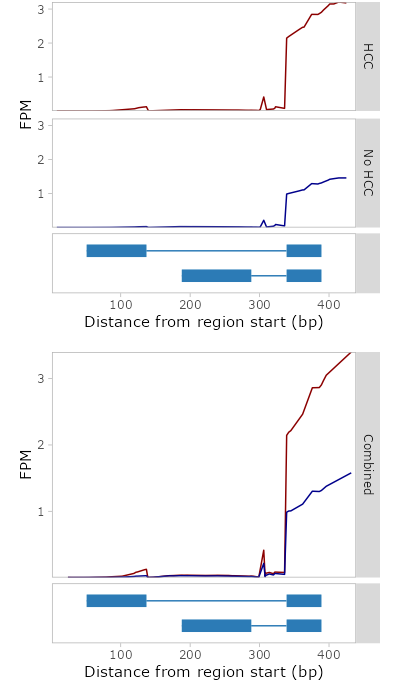 3
2
1
HCC
FPM
3
2
1
No HCC
100 200 300 400
Distance from region start (bp)
3
2
1
FPM
Combined
100 200 300 400
Distance from region start (bp)